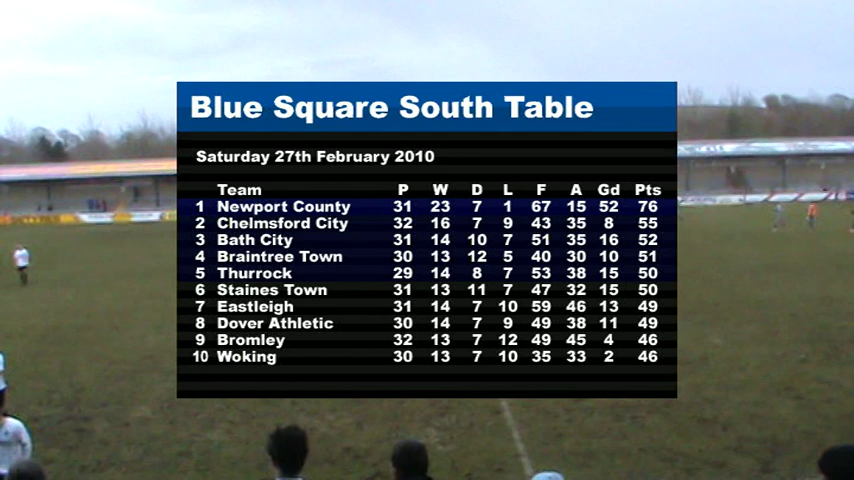 Blue Square South Table
Saturday 27th February 2010
Team P W D L F A Gd Pts
1 Newport County 31 23 7 1 67 15 52 76
2 Chelmsford City 32 16 7 9 43 35 8 55
3 Bath City 31 14 10 7 51 35 16 52
4 Braintree Town 30 13 12 5 40 30 10 51
5 Thurrock 29 14 8 7 53 38 15 50
6 Staines Town 31 13 11 7 47 32 15 50
7 Eastleigh 31 14 7 10 59 46 13 49
8 Dover Athletic 30 14 7 9 49 38 11 49
9 Bromley 32 13 7 12 49 45 4 46
10 Woking 30 13 7 10 35 33 2 46